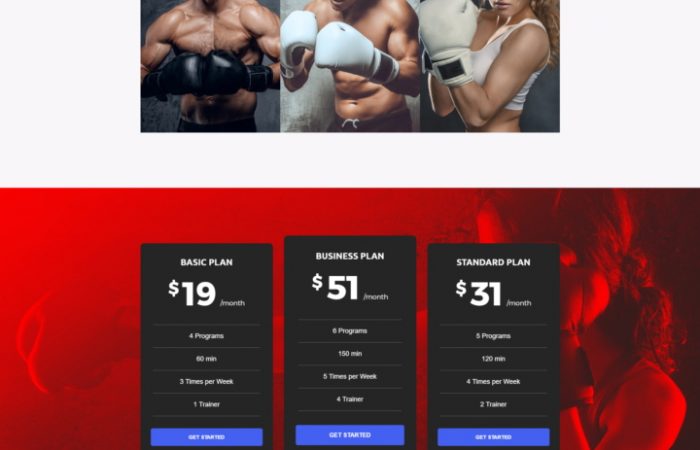 BASIC PLAN
$19 /month
4 Programs
60 min
3 Times per Week
1 Trainer
GET STARTED
BUSINESS PLAN
$51 /month
6 Programs
150 min
5 Times per Week
4 Trainer
GET STARTED
STANDARD PLAN
$31 /month
5 Programs
120 min
4 Times per Week
2 Trainer
GET STARTED